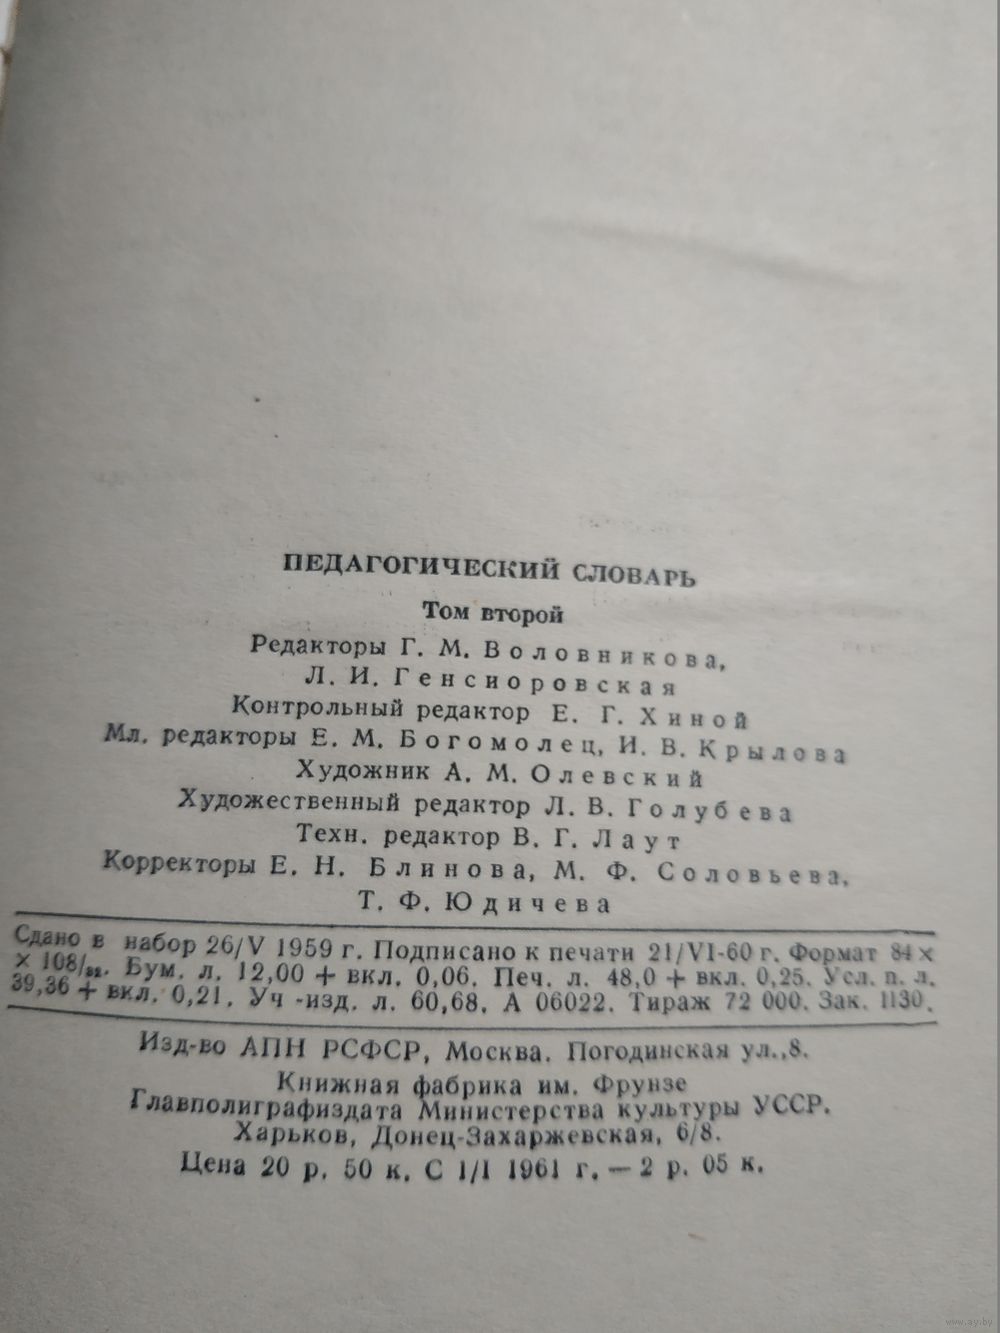 ПЕДАГОГИЧЕСКИЙ СЛОВАРЬ
Том второй
Редакторы Г. М. Воловникова,
Л. И. Генсиоровская
Контрольный редактор Е. Г. Хиной
Мл. редакторы Е. М. Богомолец, И. В. Крылова
Художник А. М. Олевский
Художественный редактор Л. В. Голубева
Техн. редактор В. Г. Лаут
Корректоры Е. Н. Блинова, М. Ф. Соловьева,
Т. Ф. Юдичева
Сдано в набор 26/V 1959 г. Подписано к печати 21/VI-60 г. Формат 84 ×
× 108/32. Бум. л. 12,00 + вкл. 0,06. Печ. л. 48,0 + вкл. 0,25. Усл. п. л.
39,36 + вкл. 0,21. Уч -изд. л. 60,68. А 06022. Тираж 72 000. Зак. 1130.
Изд-во АПН РСФСР, Москва. Погодинская ул.,8.
Книжная фабрика им. Фрунзе
Главполиграфиздата Министерства культуры УССР.
Харьков, Донец-Захаржевская, 6/8.
Цена 20 р. 50 к. С 1/I 1961 г. — 2 р. 05 к.
www.ay.by